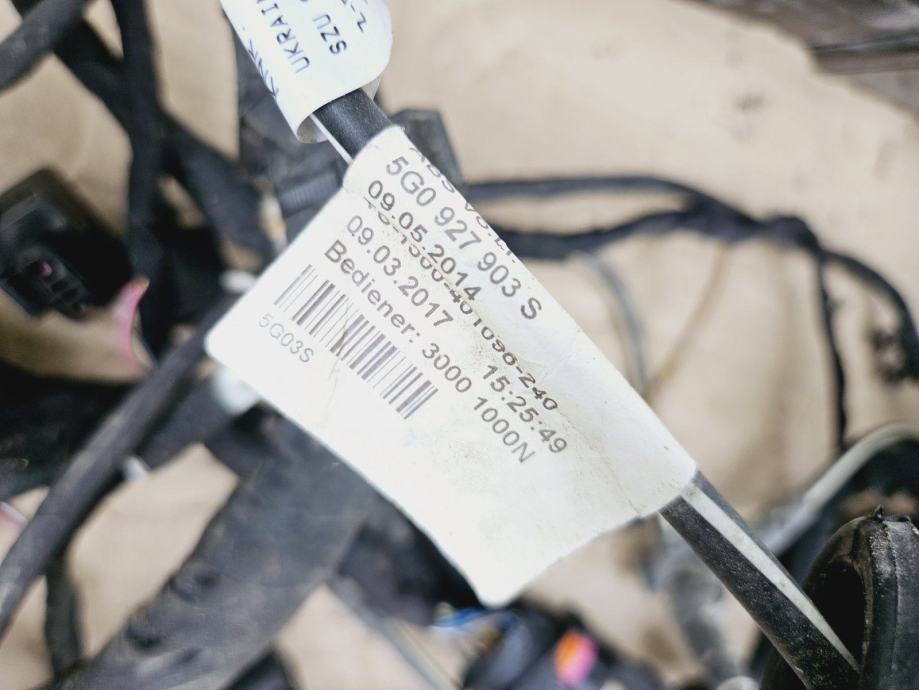 UKRAIN
SZU
5G0 927 903 S
09.05.2014
09.03.2017 15:25:49
Bediener: 3000 1000N
5G03S